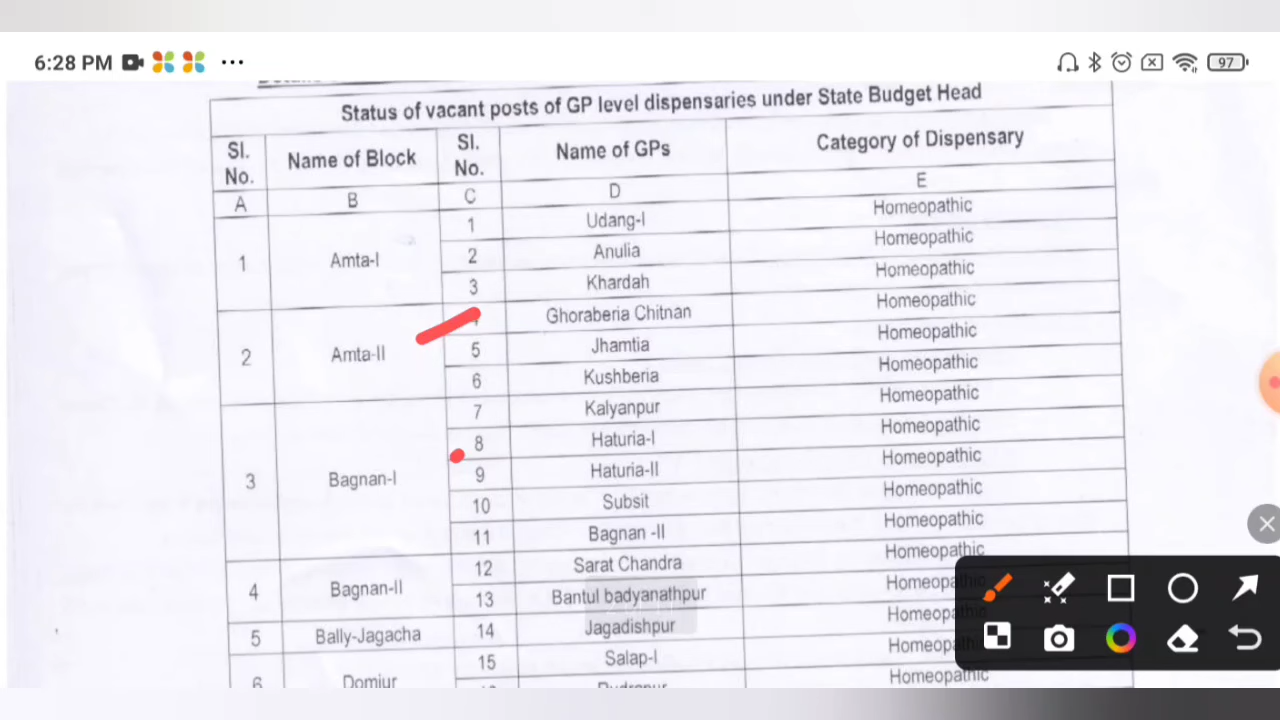 6:28 PM ... 97
Status of vacant posts of GP level dispensaries under State Budget Head
Sl. No. Name of Block Sl. No. Name of GPs Category of Dispensary
A B C D E
1 Amta-I 1 Udang-I Homeopathic
2 Anulia Homeopathic
3 Khardah Homeopathic
2 Amta-II Ghoraberia Chitnan Homeopathic
5 Jhamtia Homeopathic
6 Kushberia Homeopathic
3 Bagnan-I 7 Kalyanpur Homeopathic
8 Haturia-I Homeopathic
9 Haturia-II Homeopathic
10 Subsit Homeopathic
11 Bagnan -II Homeopathic
4 Bagnan-II 12 Sarat Chandra Homeopathic
13 Bantul badyanathpur
5 Bally-Jagacha 14 Jagadishpur
6 Domjur 15 Salap-I
Homeopathic